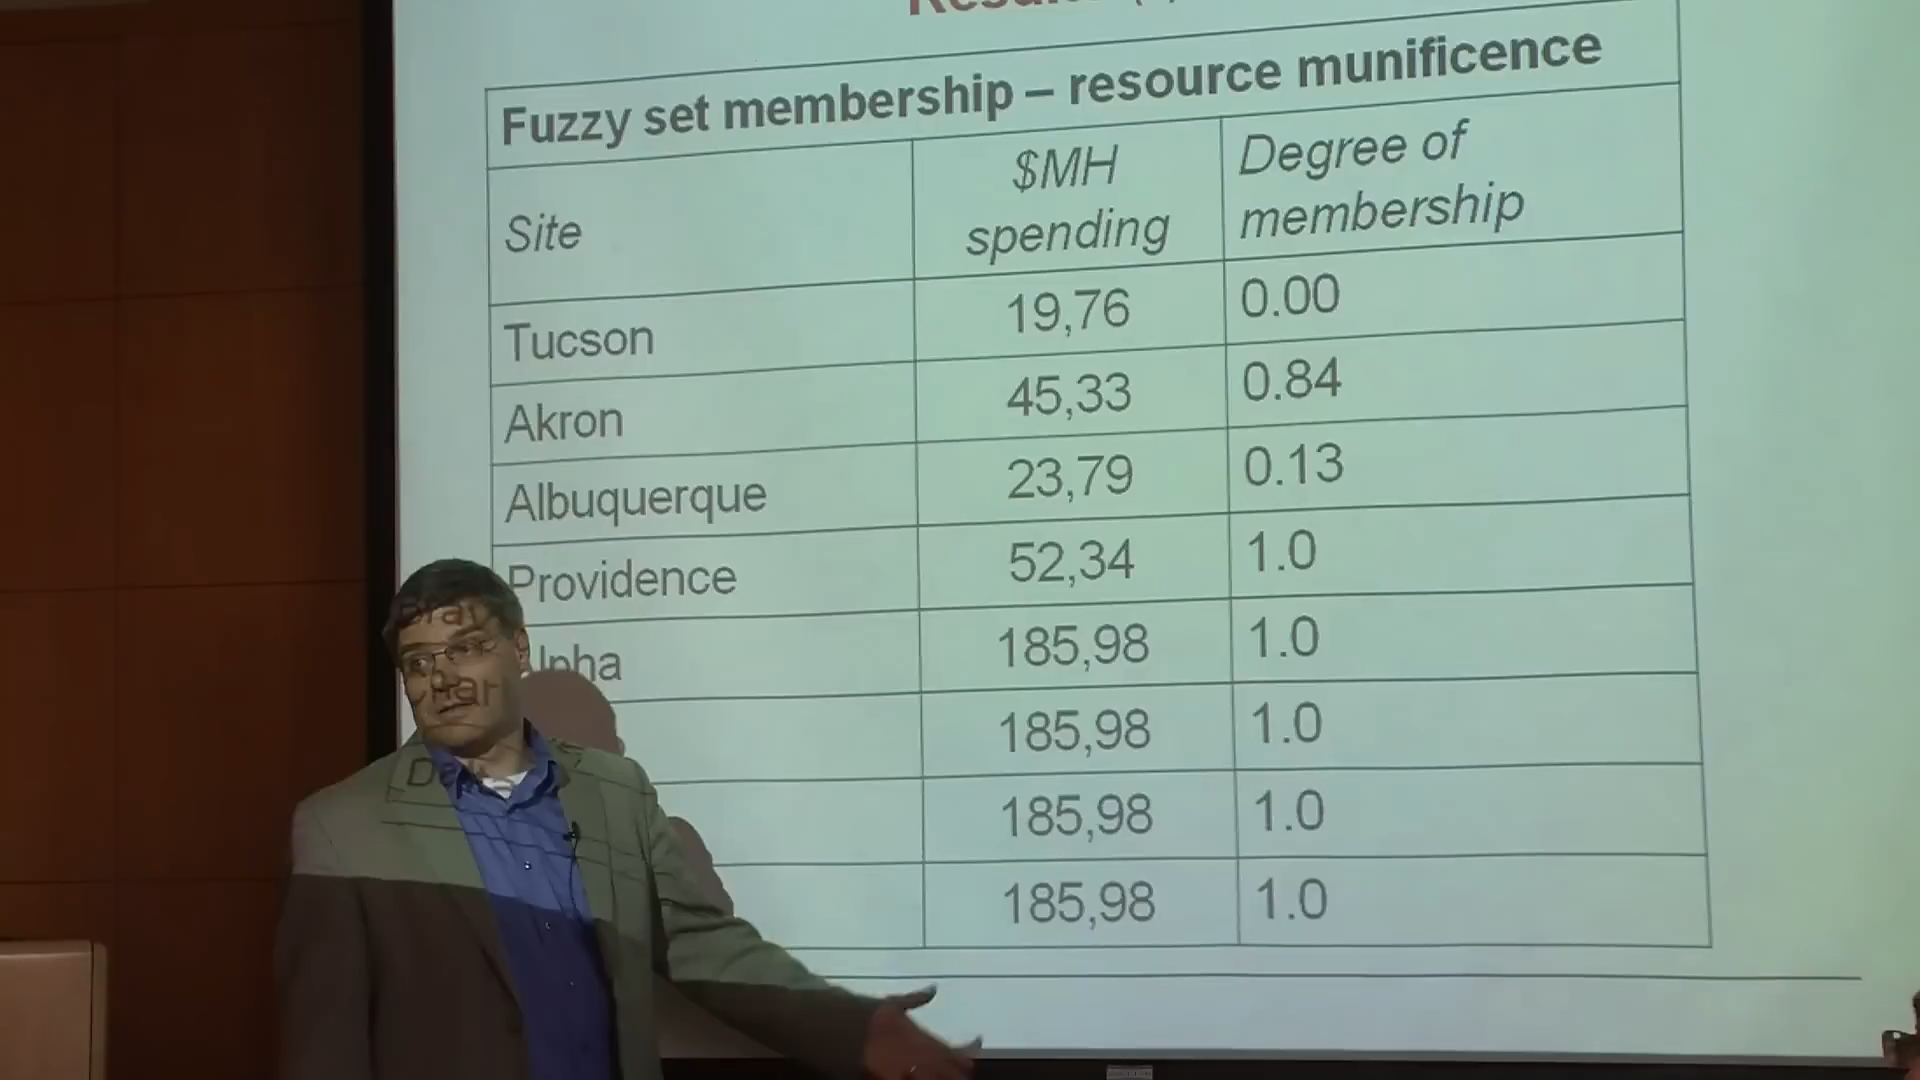 Fuzzy set membership – resource munificence
Site $MH spending Degree of membership
Tucson 19,76 0.00
Akron 45,33 0.84
Albuquerque 23,79 0.13
Providence 52,34 1.0
185,98 1.0
185,98 1.0
185,98 1.0
185,98 1.0